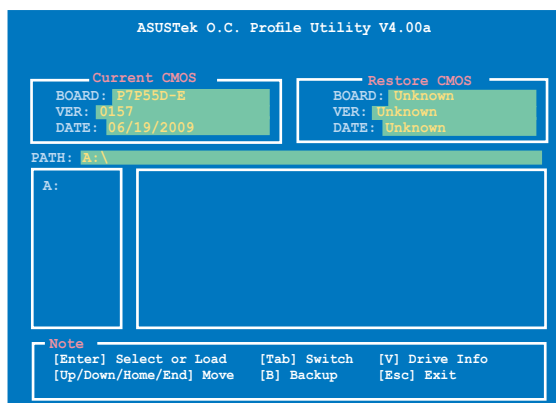 ASUSTek O.C. Profile Utility V4.00a
Current CMOS
BOARD: P7P55D-E
VER: 0157
DATE: 06/19/2009
Restore CMOS
BOARD: Unknown
VER: Unknown
DATE: Unknown
PATH: A:\
A:
Note
[Enter] Select or Load [Tab] Switch [V] Drive Info
[Up/Down/Home/End] Move [B] Backup [Esc] Exit